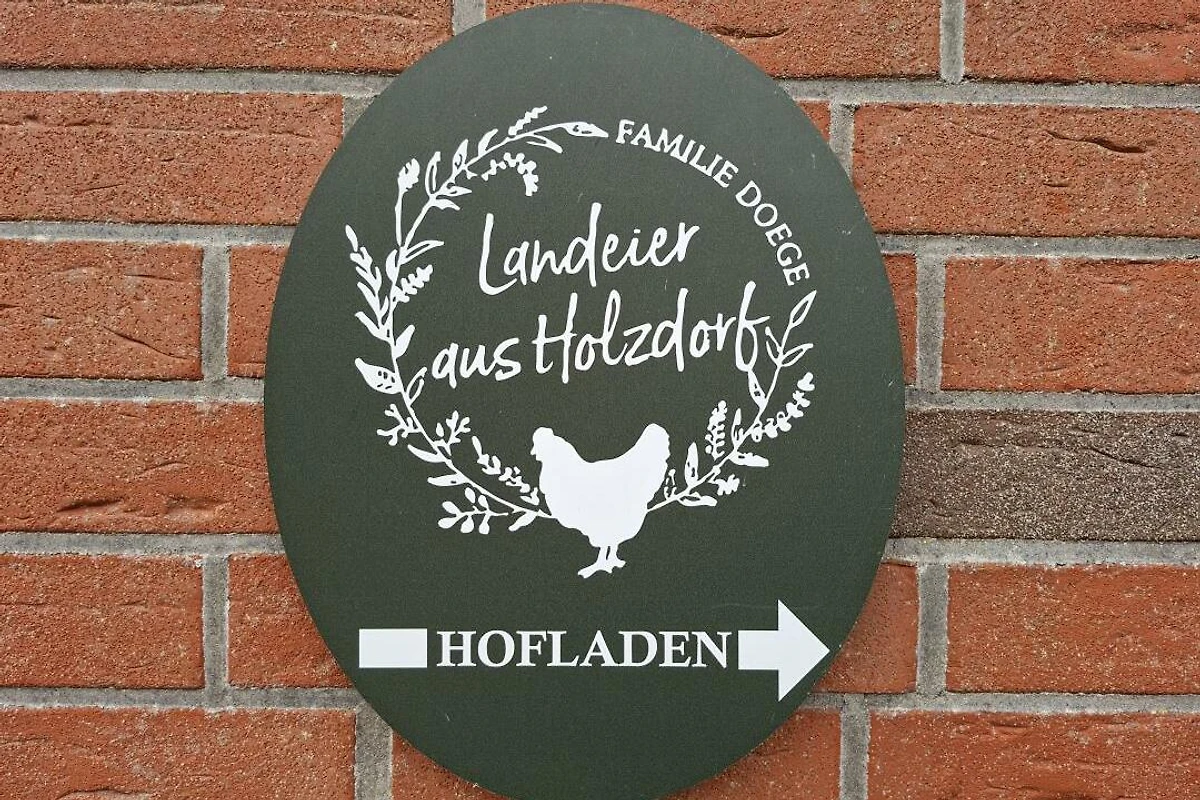 FAMILIE DOEGE
Landeier
aus Holzdorf
HOFLADEN